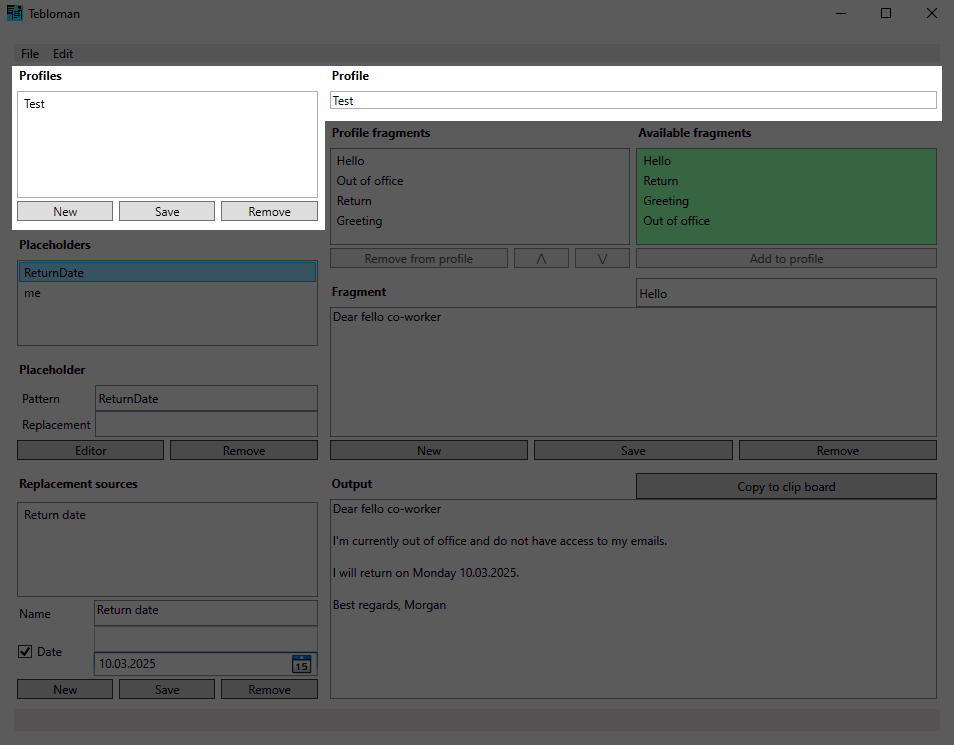 Tebloman
File Edit
Profiles
Test
New Save Remove
Profile
Test
Profile fragments
Hello
Out of office
Return
Greeting
Remove from profile
Available fragments
Hello
Return
Greeting
Out of office
Add to profile
Placeholders
ReturnDate
me
Placeholder
Pattern ReturnDate
Replacement
Editor Remove
Fragment Hello
Dear fello co-worker
New Save Remove
Replacement sources
Return date
Name Return date
Date 10.03.2025 15
New Save Remove
Output Copy to clip board
Dear fello co-worker
I'm currently out of office and do not have access to my emails.
I will return on Monday 10.03.2025.
Best regards, Morgan